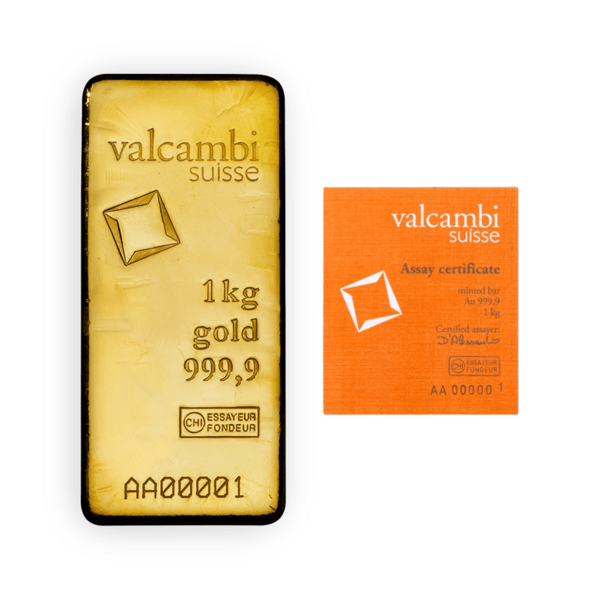 valcambi
suisse
1 kg
gold
999,9
CHI ESSAYEUR
FONDEUR
AA00001
valcambi
suisse
Assay certificate
minted bar
Au 999,9
1 kg
Certified assayer:
CHI ESSAYEUR
FONDEUR
AA 00000 1